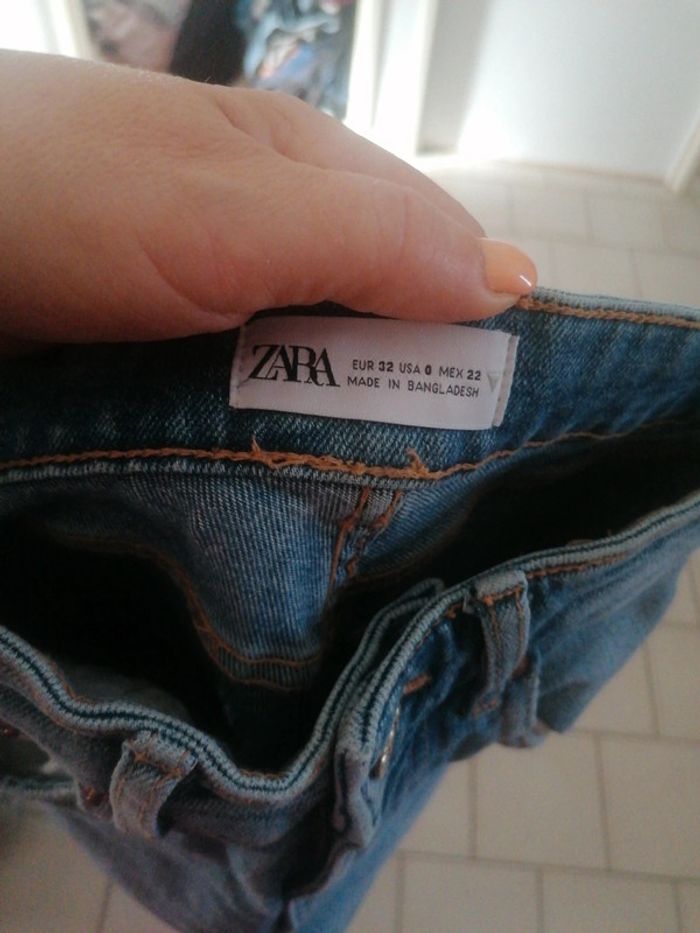 ZARA
EUR 32 USA 0 MEX 22
MADE IN BANGLADESH